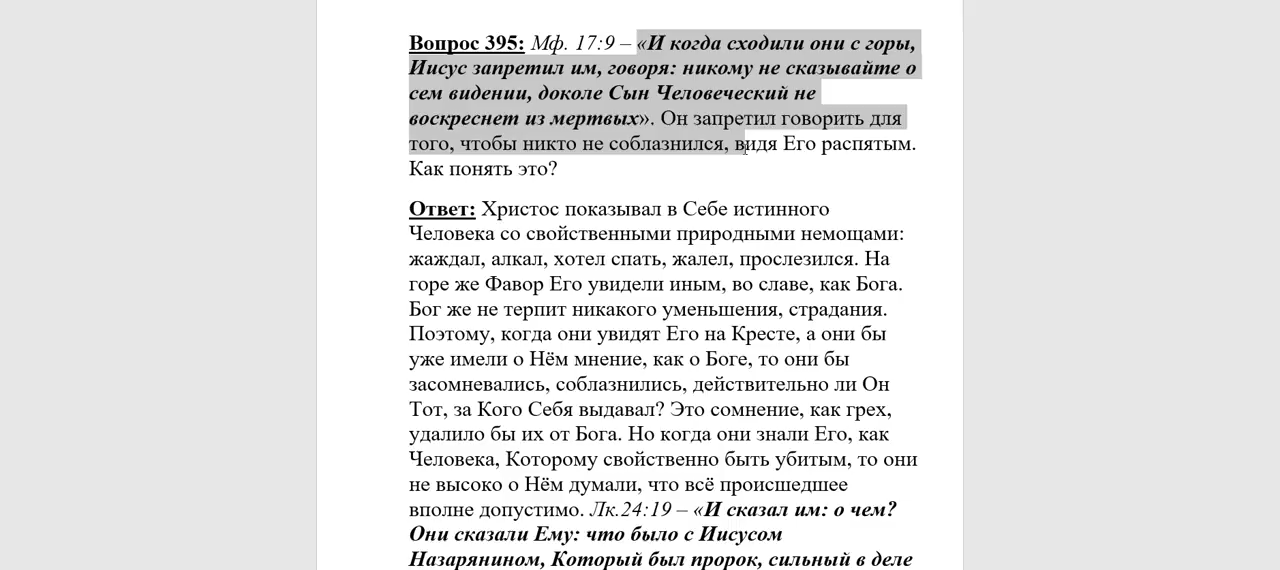 Вопрос 395: Мф. 17:9 – «И когда сходили они с горы,
Иисус запретил им, говоря: никому не сказывайте о
сем видении, доколе Сын Человеческий не
воскреснет из мертвых». Он запретил говорить для
того, чтобы никто не соблазнился, видя Его распятым.
Как понять это?
Ответ: Христос показывал в Себе истинного
Человека со свойственными природными немощами:
жаждал, алкал, хотел спать, жалел, прослезился. На
горе же Фавор Его увидели иным, во славе, как Бога.
Бог же не терпит никакого уменьшения, страдания.
Поэтому, когда они увидят Его на Кресте, а они бы
уже имели о Нём мнение, как о Боге, то они бы
засомневались, соблазнились, действительно ли Он
Тот, за Кого Себя выдавал? Это сомнение, как грех,
удалило бы их от Бога. Но когда они знали Его, как
Человека, Которому свойственно быть убитым, то они
не высоко о Нём думали, что всё происшедшее
вполне допустимо. Лк.24:19 – «И сказал им: о чем?
Они сказали Ему: что было с Иисусом
Назарянином, Который был пророк, сильный в деле